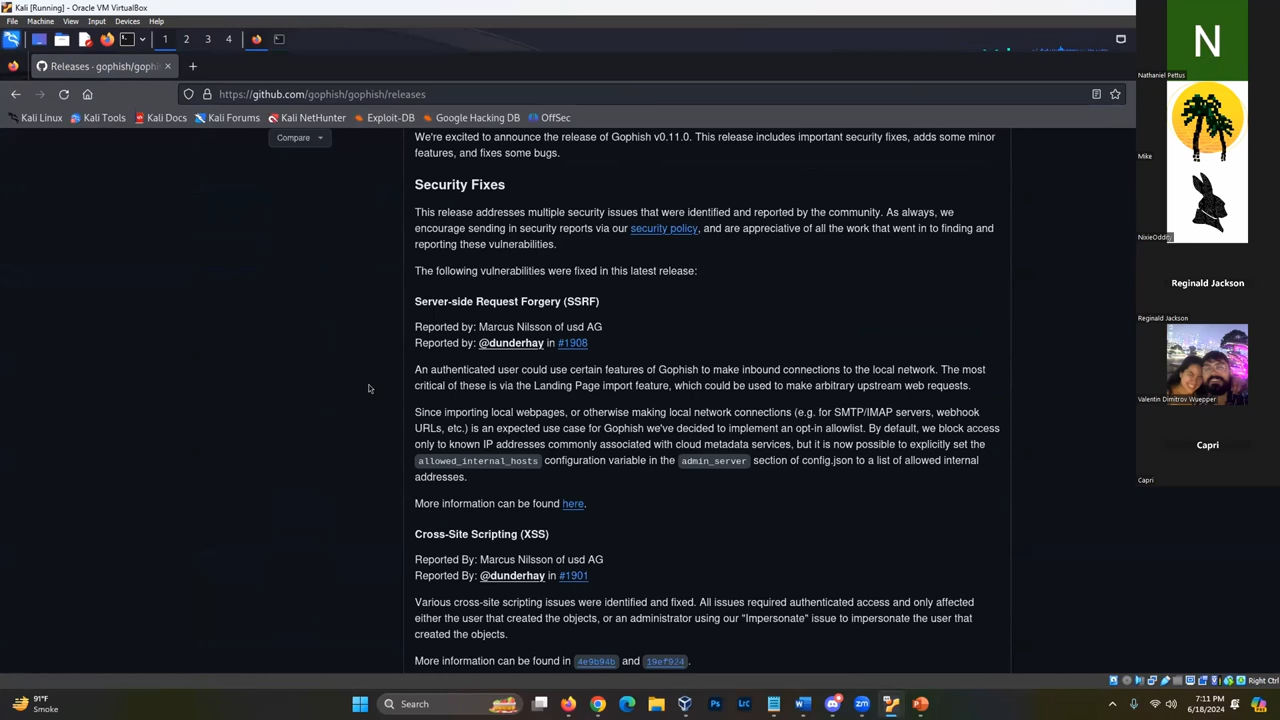 Kali [Running] - Oracle VM VirtualBox
File Machine View Input Devices Help
1 2 3 4
Releases · gophish/gophi
https://github.com/gophish/gophish/releases
Kali Linux Kali Tools Kali Docs Kali Forums Kali NetHunter Exploit-DB Google Hacking DB OffSec
Compare
We're excited to announce the release of Gophish v0.11.0. This release includes important security fixes, adds some minor
features, and fixes some bugs.
Security Fixes
This release addresses multiple security issues that were identified and reported by the community. As always, we
encourage sending in security reports via our security policy, and are appreciative of all the work that went in to finding and
reporting these vulnerabilities.
The following vulnerabilities were fixed in this latest release:
Server-side Request Forgery (SSRF)
Reported by: Marcus Nilsson of usd AG
Reported by: @dunderhay in #1908
An authenticated user could use certain features of Gophish to make inbound connections to the local network. The most
critical of these is via the Landing Page import feature, which could be used to make arbitrary upstream web requests.
Since importing local webpages, or otherwise making local network connections (e.g. for SMTP/IMAP servers, webhook
URLs, etc.) is an expected use case for Gophish we've decided to implement an opt-in allowlist. By default, we block access
only to known IP addresses commonly associated with cloud metadata services, but it is now possible to explicitly set the
allowed_internal_hosts configuration variable in the admin_server section of config.json to a list of allowed internal
addresses.
More information can be found here.
Cross-Site Scripting (XSS)
Reported By: Marcus Nilsson of usd AG
Reported By: @dunderhay in #1901
Various cross-site scripting issues were identified and fixed. All issues required authenticated access and only affected
either the user that created the objects, or an administrator using our "Impersonate" issue to impersonate the user that
created the objects.
More information can be found in 4e9b94b and 19ef924.
N
Nathaniel Pettus
Mike
NixieOddity
Reginald Jackson
Reginald Jackson
Valentin Dimitrov Wuepper
Capri
Capri
Right Ctrl
91°F
Smoke
Search
7:11 PM
6/18/2024